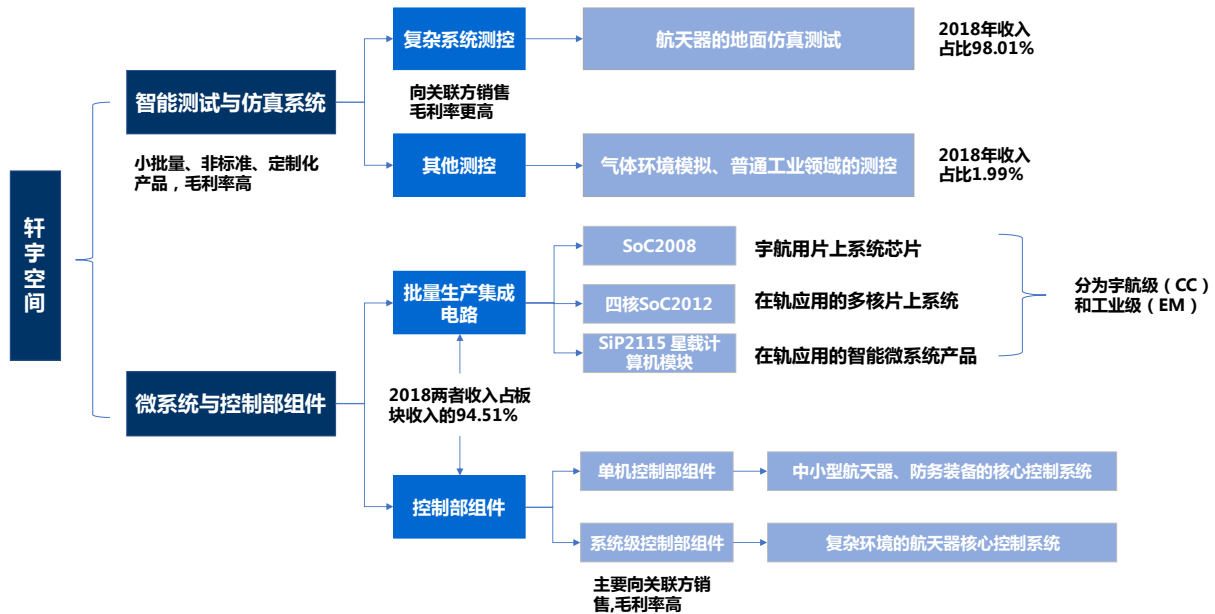 轩宇空间
智能测试与仿真系统
小批量、非标准、定制化
产品，毛利率高
复杂系统测控
向关联方销售
毛利率更高
航天器的地面仿真测试
2018年收入
占比98.01%
其他测控
气体环境模拟、普通工业领域的测控
2018年收入
占比1.99%
微系统与控制部组件
批量生产集成
电路
SoC2008
宇航用片上系统芯片
四核SoC2012
在轨应用的多核片上系统
SiP2115 星载计
算机模块
在轨应用的智能微系统产品
分为宇航级（CC）
和工业级（EM）
2018两者收入占板
块收入的94.51%
控制部组件
单机控制部组件
中小型航天器、防务装备的核心控制系统
系统级控制部组件
复杂环境的航天器核心控制系统
主要向关联方销
售,毛利率高